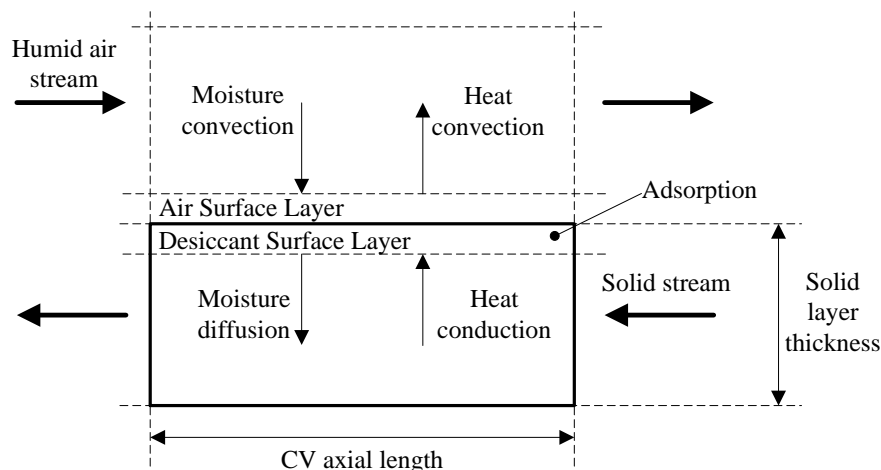 Humid air
stream
Moisture
convection
Heat
convection
Adsorption
Air Surface Layer
Desiccant Surface Layer
Moisture
diffusion
Heat
conduction
Solid stream
Solid
layer
thickness
CV axial length